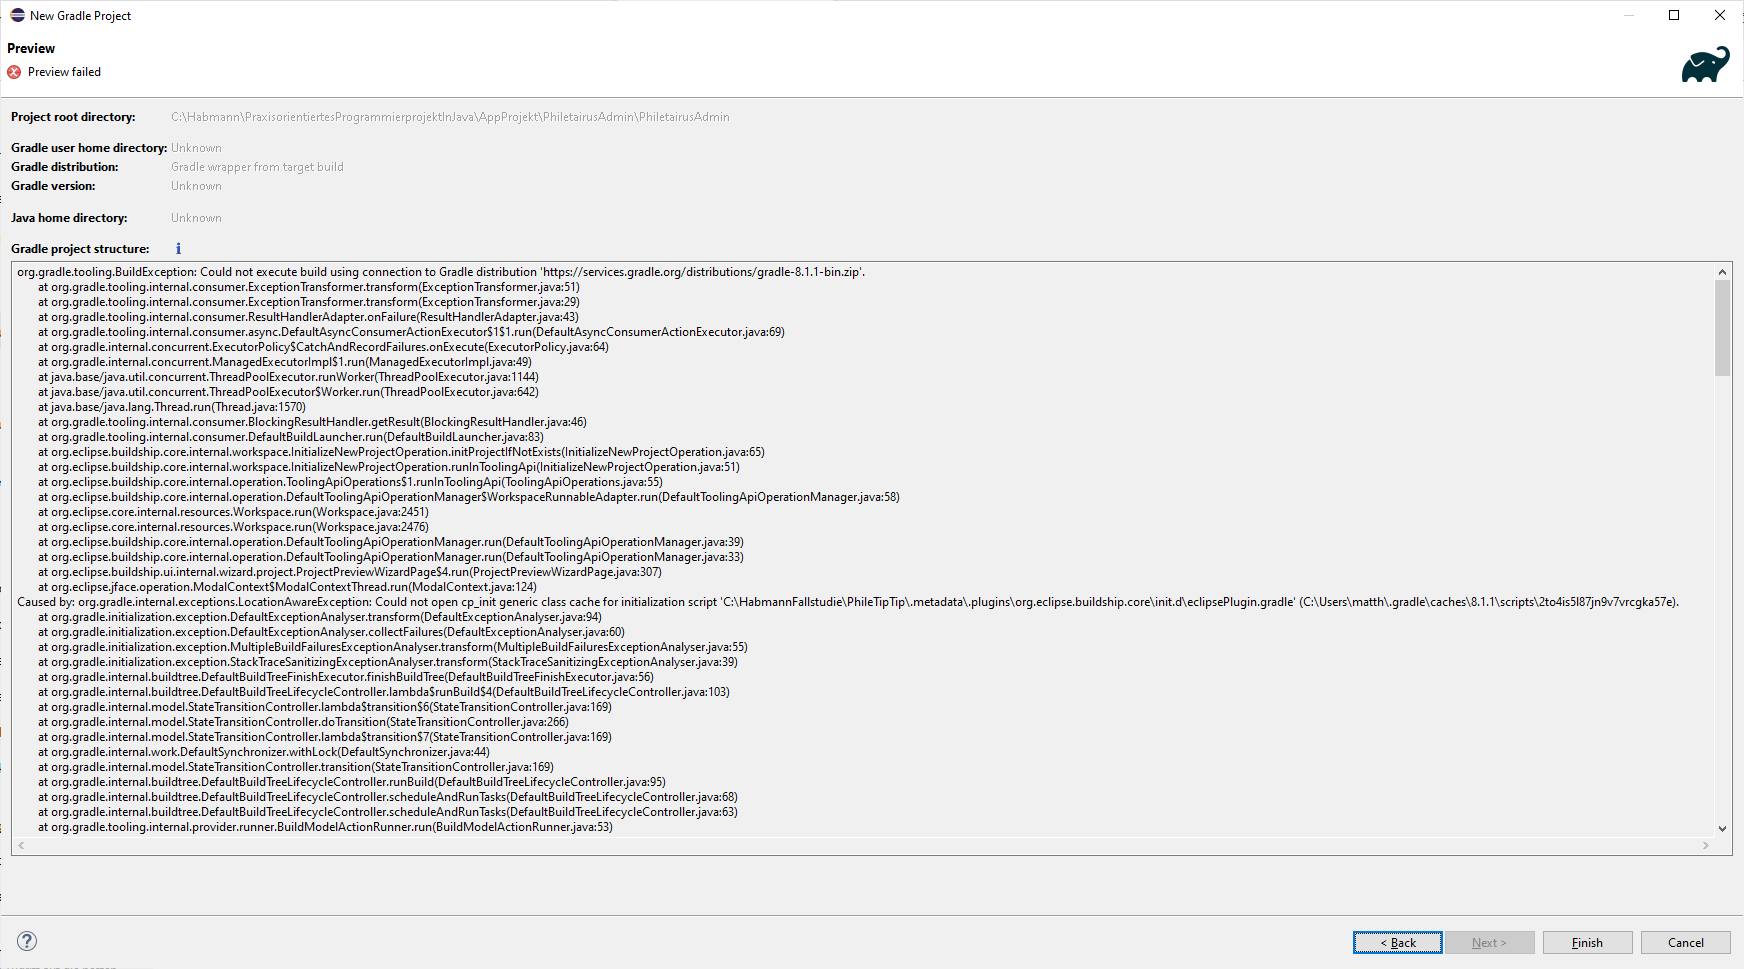 New Gradle Project
Preview
Preview failed
Project root directory: C:\Habmann\PraxisorientiertesProgrammierprojektInJava\AppProjekt\PhiletairusAdmin\PhiletairusAdmin
Gradle user home directory: Unknown
Gradle distribution: Gradle wrapper from target build
Gradle version: Unknown
Java home directory: Unknown
Gradle project structure:
org.gradle.tooling.BuildException: Could not execute build using connection to Gradle distribution 'https://services.gradle.org/distributions/gradle-8.1.1-bin.zip'.
at org.gradle.tooling.internal.consumer.ExceptionTransformer.transform(ExceptionTransformer.java:51)
at org.gradle.tooling.internal.consumer.ExceptionTransformer.transform(ExceptionTransformer.java:29)
at org.gradle.tooling.internal.consumer.ResultHandlerAdapter.onFailure(ResultHandlerAdapter.java:43)
at org.gradle.tooling.internal.consumer.async.DefaultAsyncConsumerActionExecutor$1$1.run(DefaultAsyncConsumerActionExecutor.java:69)
at org.gradle.internal.concurrent.ExecutorPolicy$CatchAndRecordFailures.onExecute(ExecutorPolicy.java:64)
at org.gradle.internal.concurrent.ManagedExecutorImpl$1.run(ManagedExecutorImpl.java:49)
at java.base/java.util.concurrent.ThreadPoolExecutor.runWorker(ThreadPoolExecutor.java:1144)
at java.base/java.util.concurrent.ThreadPoolExecutor$Worker.run(ThreadPoolExecutor.java:642)
at java.base/java.lang.Thread.run(Thread.java:1570)
at org.gradle.tooling.internal.consumer.BlockingResultHandler.getResult(BlockingResultHandler.java:46)
at org.gradle.tooling.internal.consumer.DefaultBuildLauncher.run(DefaultBuildLauncher.java:83)
at org.eclipse.buildship.core.internal.workspace.InitializeNewProjectOperation.initProjectIfNotExists(InitializeNewProjectOperation.java:65)
at org.eclipse.buildship.core.internal.workspace.InitializeNewProjectOperation.runInToolingApi(InitializeNewProjectOperation.java:51)
at org.eclipse.buildship.core.internal.operation.ToolingApiOperations$1.runInToolingApi(ToolingApiOperations.java:55)
at org.eclipse.buildship.core.internal.operation.DefaultToolingApiOperationManager$WorkspaceRunnableAdapter.run(DefaultToolingApiOperationManager.java:58)
at org.eclipse.core.internal.resources.Workspace.run(Workspace.java:2451)
at org.eclipse.core.internal.resources.Workspace.run(Workspace.java:2476)
at org.eclipse.buildship.core.internal.operation.DefaultToolingApiOperationManager.run(DefaultToolingApiOperationManager.java:39)
at org.eclipse.buildship.core.internal.operation.DefaultToolingApiOperationManager.run(DefaultToolingApiOperationManager.java:33)
at org.eclipse.buildship.ui.internal.wizard.project.ProjectPreviewWizardPage$4.run(ProjectPreviewWizardPage.java:307)
at org.eclipse.jface.operation.ModalContext$ModalContextThread.run(ModalContext.java:124)
Caused by: org.gradle.internal.exceptions.LocationAwareException: Could not open cp_init generic class cache for initialization script 'C:\HabmannFallstudie\PhileTipTip\.metadata\.plugins\org.eclipse.buildship.core\init.d\eclipsePlugin.gradle' (C:\Users\matth\.gradle\caches\8.1.1\scripts\2to4is5l87jn9v7vrcgka57e).
at org.gradle.initialization.exception.DefaultExceptionAnalyser.transform(DefaultExceptionAnalyser.java:94)
at org.gradle.initialization.exception.DefaultExceptionAnalyser.collectFailures(DefaultExceptionAnalyser.java:60)
at org.gradle.initialization.exception.MultipleBuildFailuresExceptionAnalyser.transform(MultipleBuildFailuresExceptionAnalyser.java:55)
at org.gradle.initialization.exception.StackTraceSanitizingExceptionAnalyser.transform(StackTraceSanitizingExceptionAnalyser.java:39)
at org.gradle.internal.buildtree.DefaultBuildTreeFinishExecutor.finishBuildTree(DefaultBuildTreeFinishExecutor.java:56)
at org.gradle.internal.buildtree.DefaultBuildTreeLifecycleController.lambda$runBuild$4(DefaultBuildTreeLifecycleController.java:103)
at org.gradle.internal.model.StateTransitionController.lambda$transition$6(StateTransitionController.java:169)
at org.gradle.internal.model.StateTransitionController.doTransition(StateTransitionController.java:266)
at org.gradle.internal.model.StateTransitionController.lambda$transition$7(StateTransitionController.java:169)
at org.gradle.internal.work.DefaultSynchronizer.withLock(DefaultSynchronizer.java:44)
at org.gradle.internal.model.StateTransitionController.transition(StateTransitionController.java:169)
at org.gradle.internal.buildtree.DefaultBuildTreeLifecycleController.runBuild(DefaultBuildTreeLifecycleController.java:95)
at org.gradle.internal.buildtree.DefaultBuildTreeLifecycleController.scheduleAndRunTasks(DefaultBuildTreeLifecycleController.java:68)
at org.gradle.internal.buildtree.DefaultBuildTreeLifecycleController.scheduleAndRunTasks(DefaultBuildTreeLifecycleController.java:63)
at org.gradle.tooling.internal.provider.runner.BuildModelActionRunner.run(BuildModelActionRunner.java:53)
< Back Next > Finish Cancel